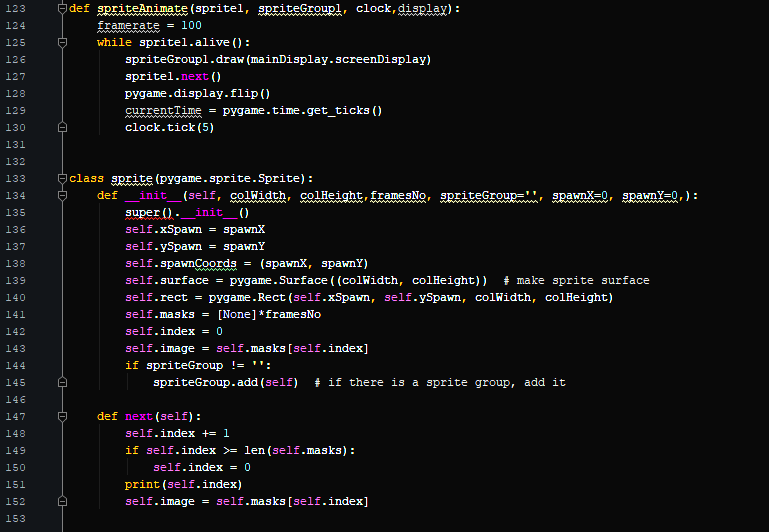 123 def spriteAnimate(sprite1, spriteGroup1, clock,display):
124     framerate = 100
125     while sprite1.alive():
126         spriteGroup1.draw(mainDisplay.screenDisplay)
127         sprite1.next()
128         pygame.display.flip()
129         currentTime = pygame.time.get_ticks()
130         clock.tick(5)
131
132
133 class sprite(pygame.sprite.Sprite):
134     def __init__(self, colWidth, colHeight,framesNo, spriteGroup='', spawnX=0, spawnY=0,):
135         super().__init__()
136         self.xSpawn = spawnX
137         self.ySpawn = spawnY
138         self.spawnCoords = (spawnX, spawnY)
139         self.surface = pygame.Surface((colWidth, colHeight))  # make sprite surface
140         self.rect = pygame.Rect(self.xSpawn, self.ySpawn, colWidth, colHeight)
141         self.masks = [None]*framesNo
142         self.index = 0
143         self.image = self.masks[self.index]
144         if spriteGroup != '':
145             spriteGroup.add(self)  # if there is a sprite group, add it
146
147     def next(self):
148         self.index += 1
149         if self.index >= len(self.masks):
150             self.index = 0
151         print(self.index)
152         self.image = self.masks[self.index]
153